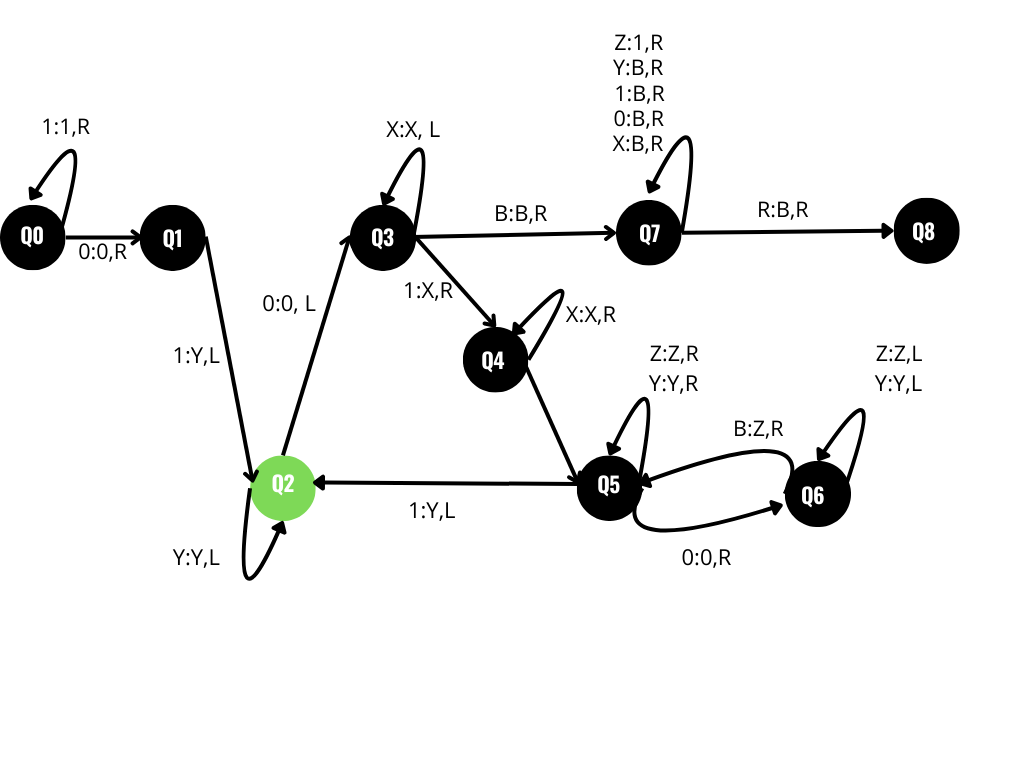 Z:1,R
Y:B,R
1:B,R
0:B,R
X:B,R
1:1,R
X:X, L
Q0
0:0,R
Q1
Q3
B:B,R
Q7
R:B,R
Q8
0:0, L
1:X,R
X:X,R
Q4
1:Y,L
Z:Z,R
Y:Y,R
Z:Z,L
Y:Y,L
B:Z,R
Q2
Q5
Q6
1:Y,L
Y:Y,L
0:0,R